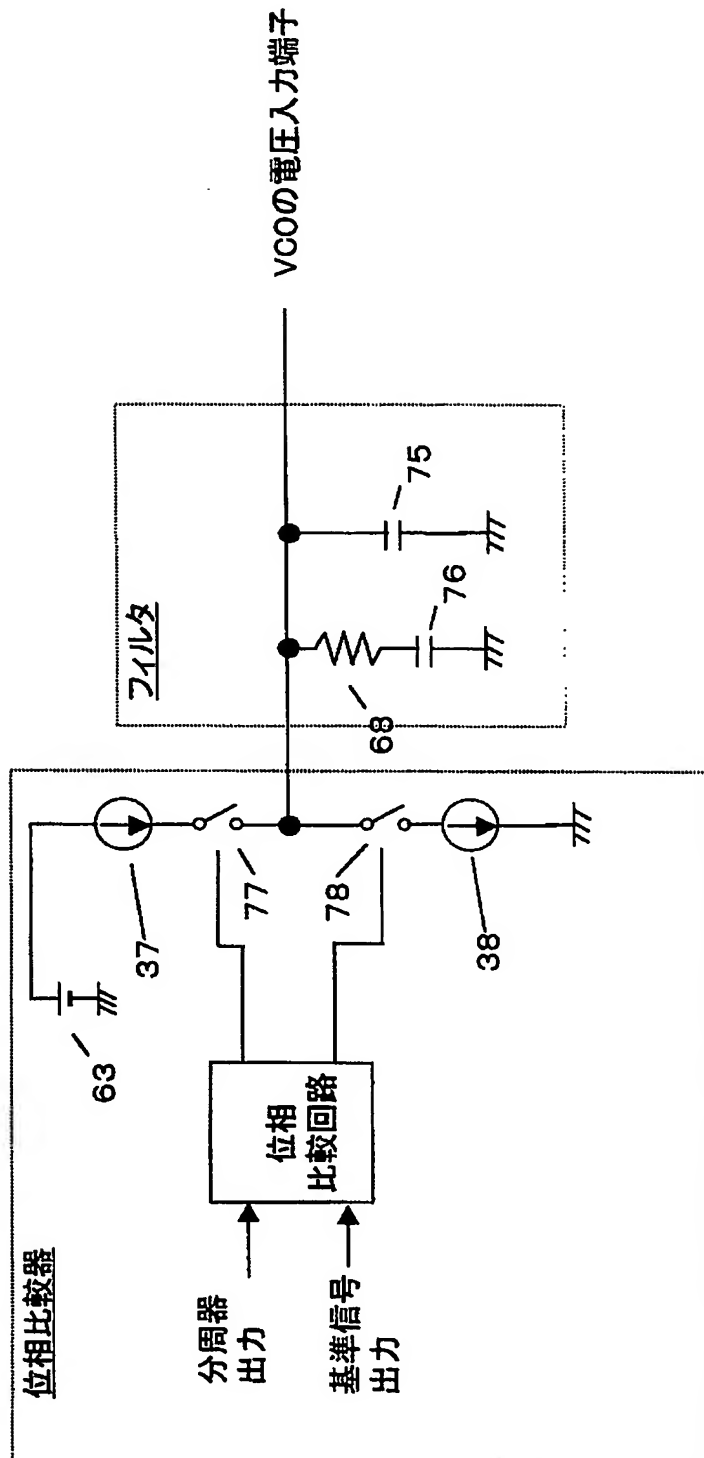 位相比較器
分周器
出力
基準信号
出力
位相
比較回路
63
37
77
78
38
フィルタ
68
76
75
VCOの電圧入力端子